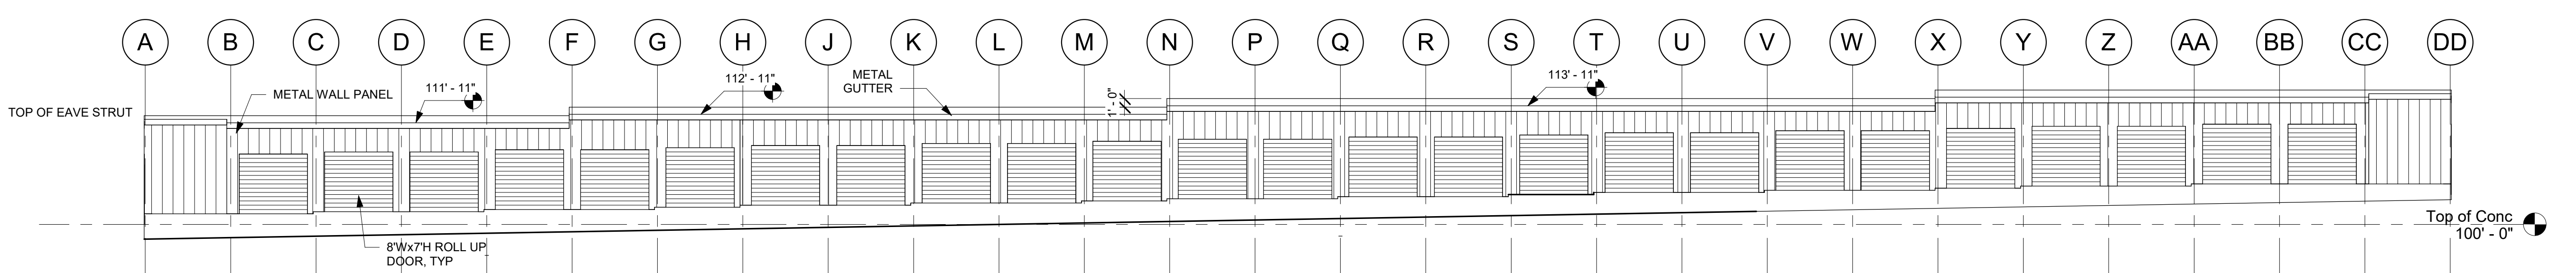 A B C D E F G H J K L M N P Q R S T U V W X Y Z AA BB CC DD
TOP OF EAVE STRUT
METAL WALL PANEL
111' - 11"
112' - 11"
METAL
GUTTER
1' - 0"
113' - 11"
8'Wx7'H ROLL UP
DOOR, TYP
Top of Conc
100' - 0"